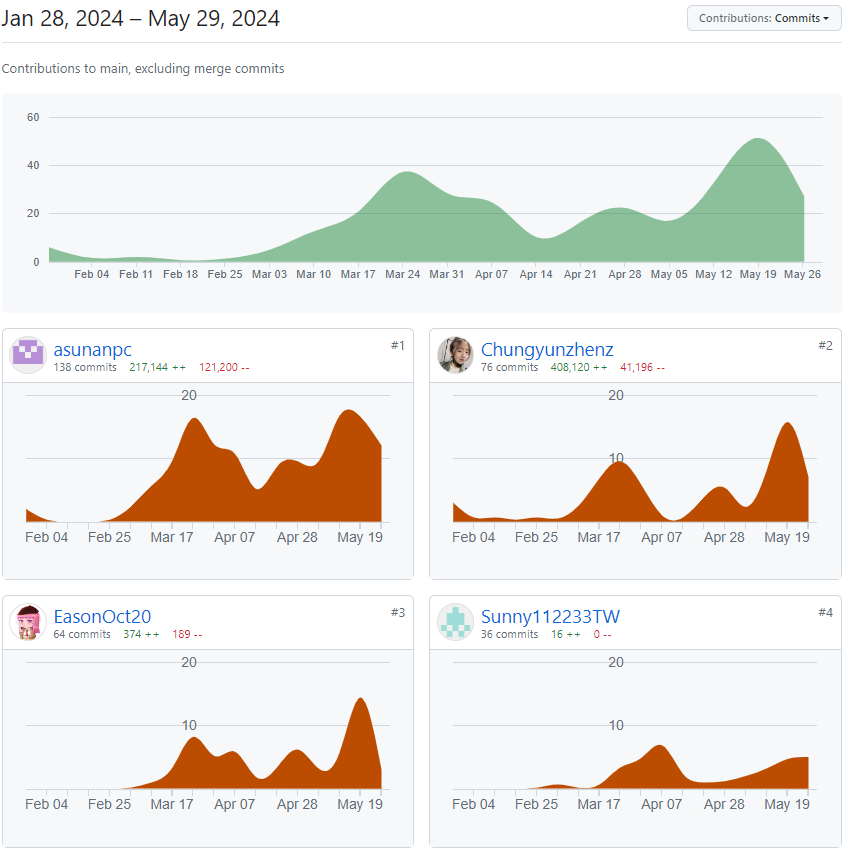 Jan 28, 2024 – May 29, 2024
Contributions: Commits
Contributions to main, excluding merge commits
60
40
20
0
Feb 04 Feb 11 Feb 18 Feb 25 Mar 03 Mar 10 Mar 17 Mar 24 Mar 31 Apr 07 Apr 14 Apr 21 Apr 28 May 05 May 12 May 19 May 26
asunanpc
#1
138 commits 217,144 ++ 121,200 --
20
Feb 04 Feb 25 Mar 17 Apr 07 Apr 28 May 19
Chungyunzhenz
#2
76 commits 408,120 ++ 41,196 --
20
10
Feb 04 Feb 25 Mar 17 Apr 07 Apr 28 May 19
EasonOct20
#3
64 commits 374 ++ 189 --
20
10
Feb 04 Feb 25 Mar 17 Apr 07 Apr 28 May 19
Sunny112233TW
#4
36 commits 16 ++ 0 --
20
10
Feb 04 Feb 25 Mar 17 Apr 07 Apr 28 May 19